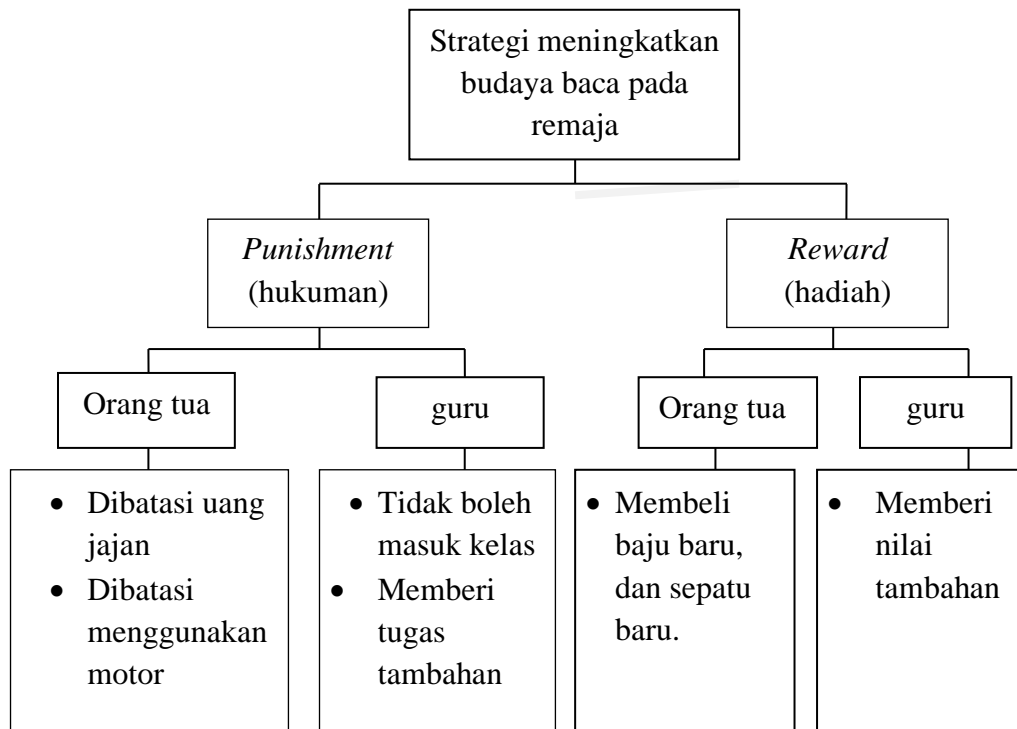 Strategi meningkatkan
budaya baca pada
remaja
Punishment
(hukuman)
Reward
(hadiah)
Orang tua
guru
Orang tua
guru
• Dibatasi uang
jajan
• Dibatasi
menggunakan
motor
• Tidak boleh
masuk kelas
• Memberi
tugas
tambahan
• Membeli
baju baru,
dan sepatu
baru.
• Memberi
nilai
tambahan